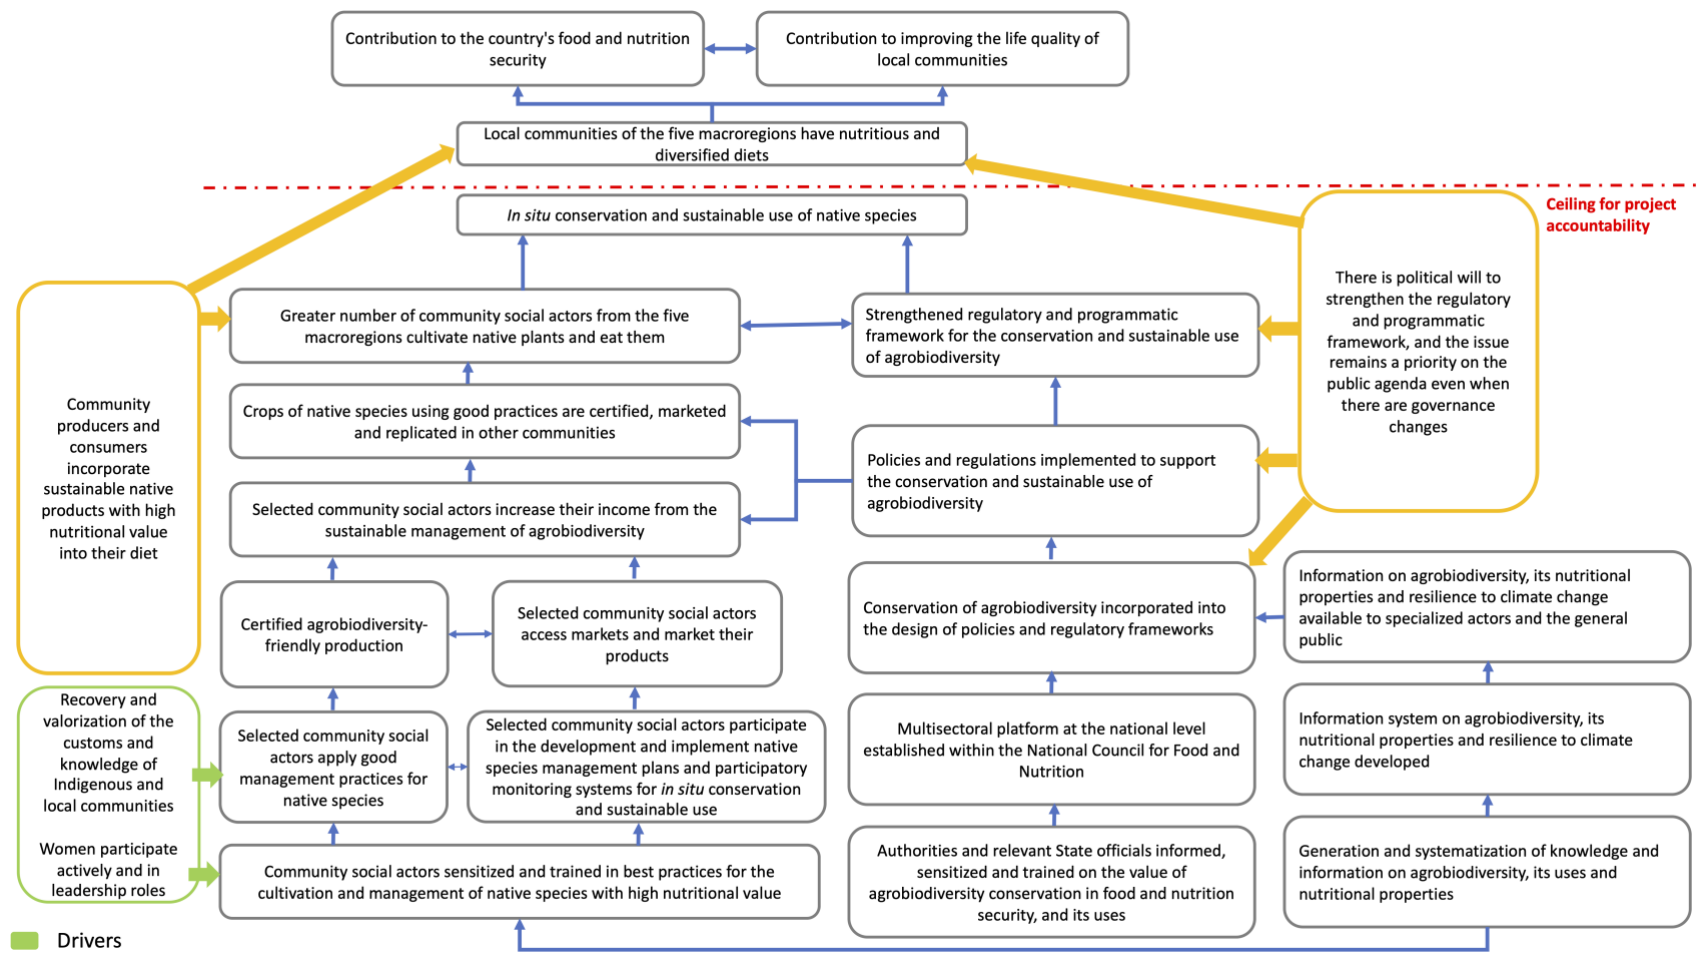 Contribution to the country's food and nutrition
security
Contribution to improving the life quality of
local communities
Local communities of the five macroregions have nutritious and
diversified diets
Ceiling for project
accountability
In situ conservation and sustainable use of native species
There is political will to
strengthen the regulatory
and programmatic
framework, and the issue
remains a priority on the
public agenda even when
there are governance
changes
Greater number of community social actors from the five
macroregions cultivate native plants and eat them
Strengthened regulatory and programmatic
framework for the conservation and sustainable use
of agrobiodiversity
Community
producers and
consumers
incorporate
sustainable native
products with high
nutritional value
into their diet
Crops of native species using good practices are certified, marketed
and replicated in other communities
Policies and regulations implemented to support
the conservation and sustainable use of
agrobiodiversity
Selected community social actors increase their income from the
sustainable management of agrobiodiversity
Certified agrobiodiversity-
friendly production
Selected community social actors
access markets and market their
products
Conservation of agrobiodiversity incorporated into
the design of policies and regulatory frameworks
Information on agrobiodiversity, its nutritional
properties and resilience to climate change
available to specialized actors and the general
public
Recovery and
valorization of the
customs and
knowledge of
Indigenous and
local communities
Women participate
actively and in
leadership roles
Selected community social
actors apply good
management practices for
native species
Selected community social actors participate
in the development and implement native
species management plans and participatory
monitoring systems for in situ conservation
and sustainable use
Multisectoral platform at the national level
established within the National Council for Food and
Nutrition
Information system on agrobiodiversity, its
nutritional properties and resilience to climate
change developed
Community social actors sensitized and trained in best practices for the
cultivation and management of native species with high nutritional value
Authorities and relevant State officials informed,
sensitized and trained on the value of
agrobiodiversity conservation in food and nutrition
security, and its uses
Generation and systematization of knowledge and
information on agrobiodiversity, its uses and
nutritional properties
Drivers